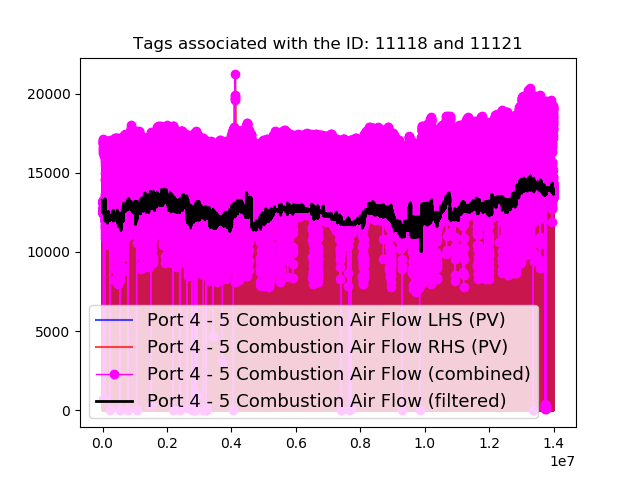 Tags associated with the ID: 11118 and 11121
20000
15000
10000
5000
0
Port 4 - 5 Combustion Air Flow LHS (PV)
Port 4 - 5 Combustion Air Flow RHS (PV)
Port 4 - 5 Combustion Air Flow (combined)
Port 4 - 5 Combustion Air Flow (filtered)
0.0 0.2 0.4 0.6 0.8 1.0 1.2 1.4
1e7